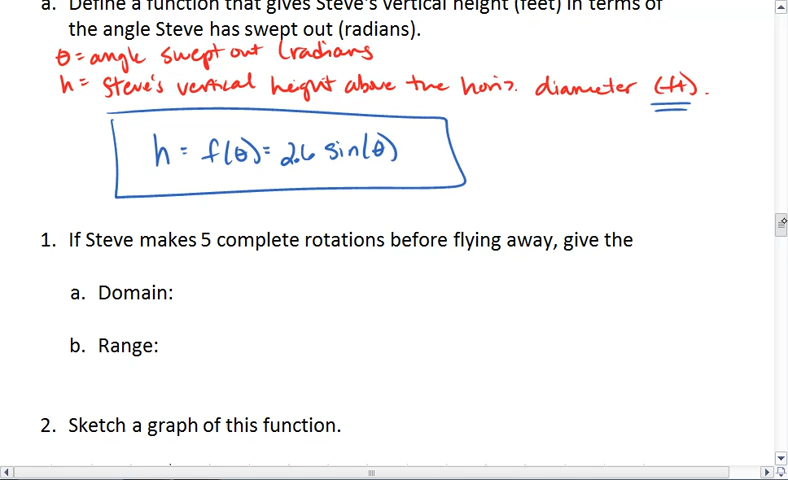 a. Define a function that gives Steve's vertical height (feet) in terms of
the angle Steve has swept out (radians).
θ = angle swept out (radians
h = Steve's vertical height above the horiz. diameter (ft).
h = f(θ) = 2.6 sin(θ)
1. If Steve makes 5 complete rotations before flying away, give the
a. Domain:
b. Range:
2. Sketch a graph of this function.